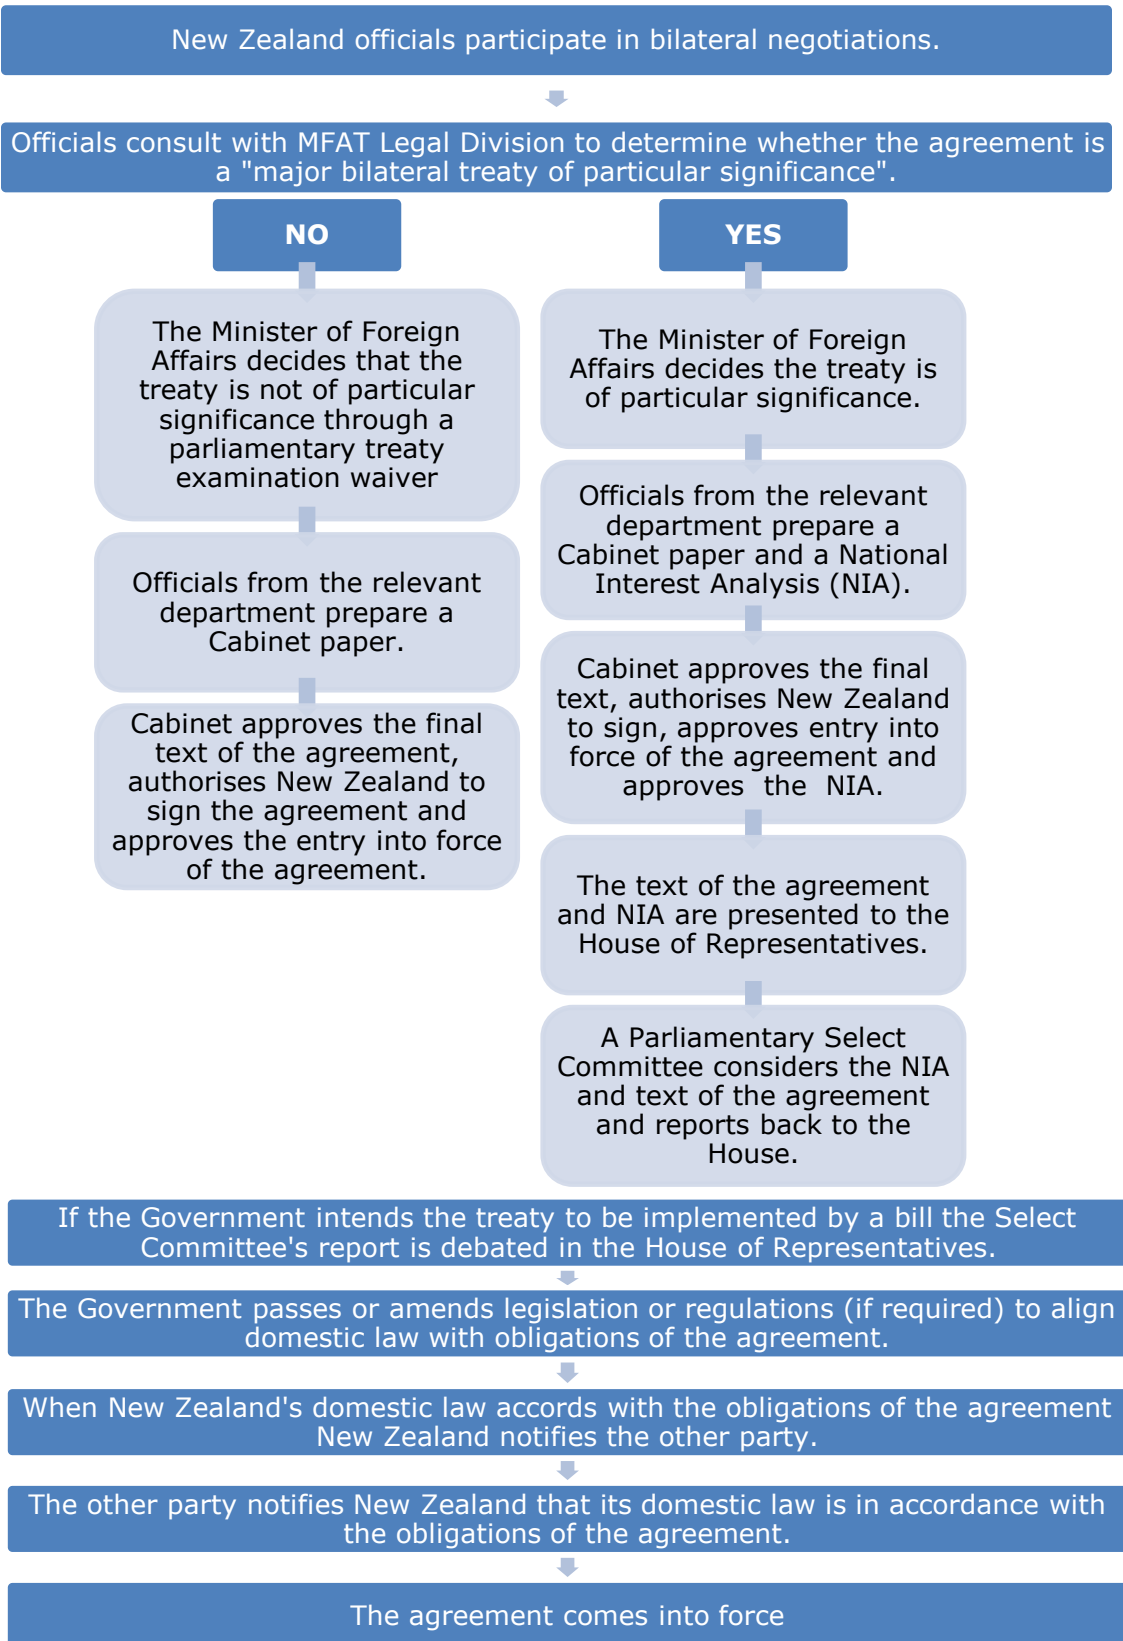 New Zealand officials participate in bilateral negotiations.
Officials consult with MFAT Legal Division to determine whether the agreement is
a "major bilateral treaty of particular significance".
NO
The Minister of Foreign
Affairs decides that the
treaty is not of particular
significance through a
parliamentary treaty
examination waiver
Officials from the relevant
department prepare a
Cabinet paper.
Cabinet approves the final
text of the agreement,
authorises New Zealand to
sign the agreement and
approves the entry into force
of the agreement.
YES
The Minister of Foreign
Affairs decides the treaty is
of particular significance.
Officials from the relevant
department prepare a
Cabinet paper and a National
Interest Analysis (NIA).
Cabinet approves the final
text, authorises New Zealand
to sign, approves entry into
force of the agreement and
approves the NIA.
The text of the agreement
and NIA are presented to the
House of Representatives.
A Parliamentary Select
Committee considers the NIA
and text of the agreement
and reports back to the
House.
If the Government intends the treaty to be implemented by a bill the Select
Committee's report is debated in the House of Representatives.
The Government passes or amends legislation or regulations (if required) to align
domestic law with obligations of the agreement.
When New Zealand's domestic law accords with the obligations of the agreement
New Zealand notifies the other party.
The other party notifies New Zealand that its domestic law is in accordance with
the obligations of the agreement.
The agreement comes into force